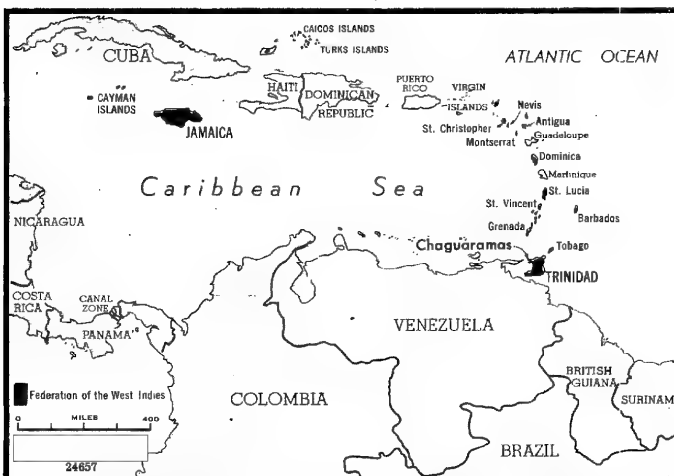 CAICOS ISLANDS
TURKS ISLANDS
ATLANTIC OCEAN
CUBA
CAYMAN
ISLANDS
JAMAICA
HAITI
DOMINICAN
REPUBLIC
PUERTO
RICO
VIRGIN
ISLANDS
Nevis
St. Christopher
Antigua
Montserrat
Guadeloupe
Dominica
Martinique
St. Lucia
St. Vincent
Barbados
Grenada
Caribbean Sea
Chaguaramas
Tobago
TRINIDAD
NICARAGUA
COSTA
RICA
CANAL
ZONE
PANAMA
VENEZUELA
COLOMBIA
BRITISH
GUIANA
SURINAM
BRAZIL
Federation of the West Indies
0 MILES 400
24657